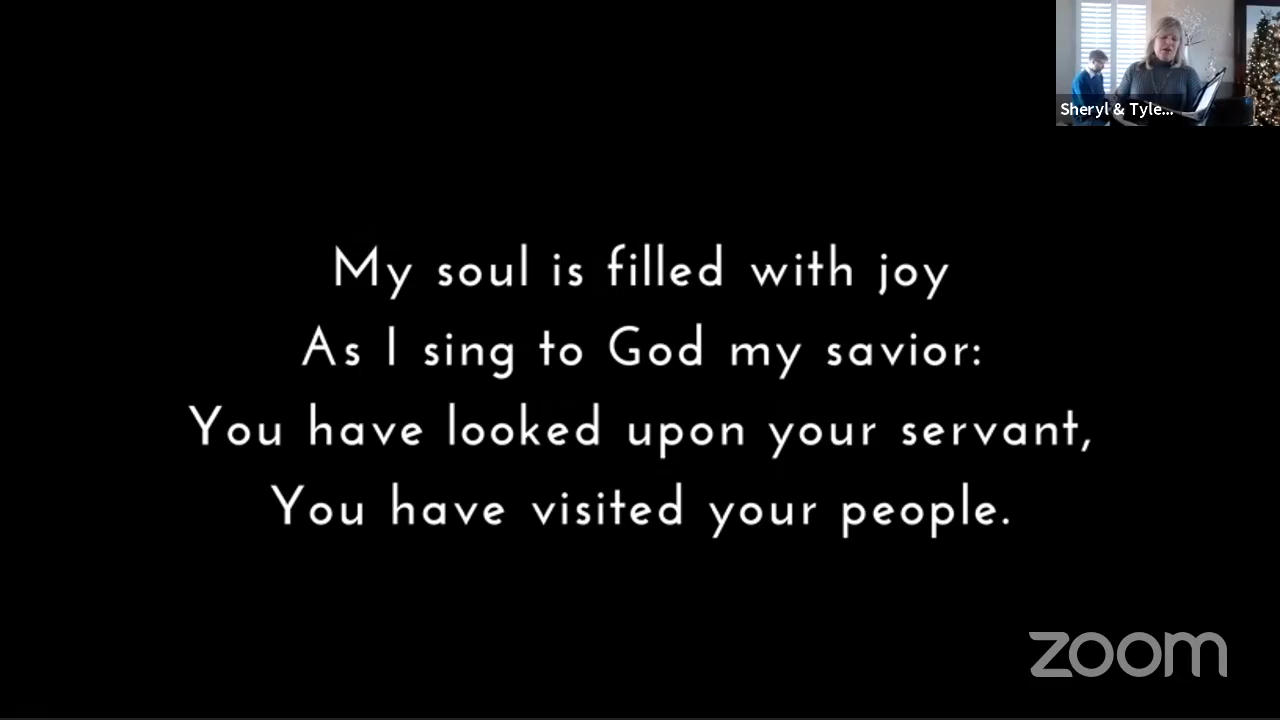 Sheryl & Tyle...
My soul is filled with joy
As I sing to God my savior:
You have looked upon your servant,
You have visited your people.
zoom